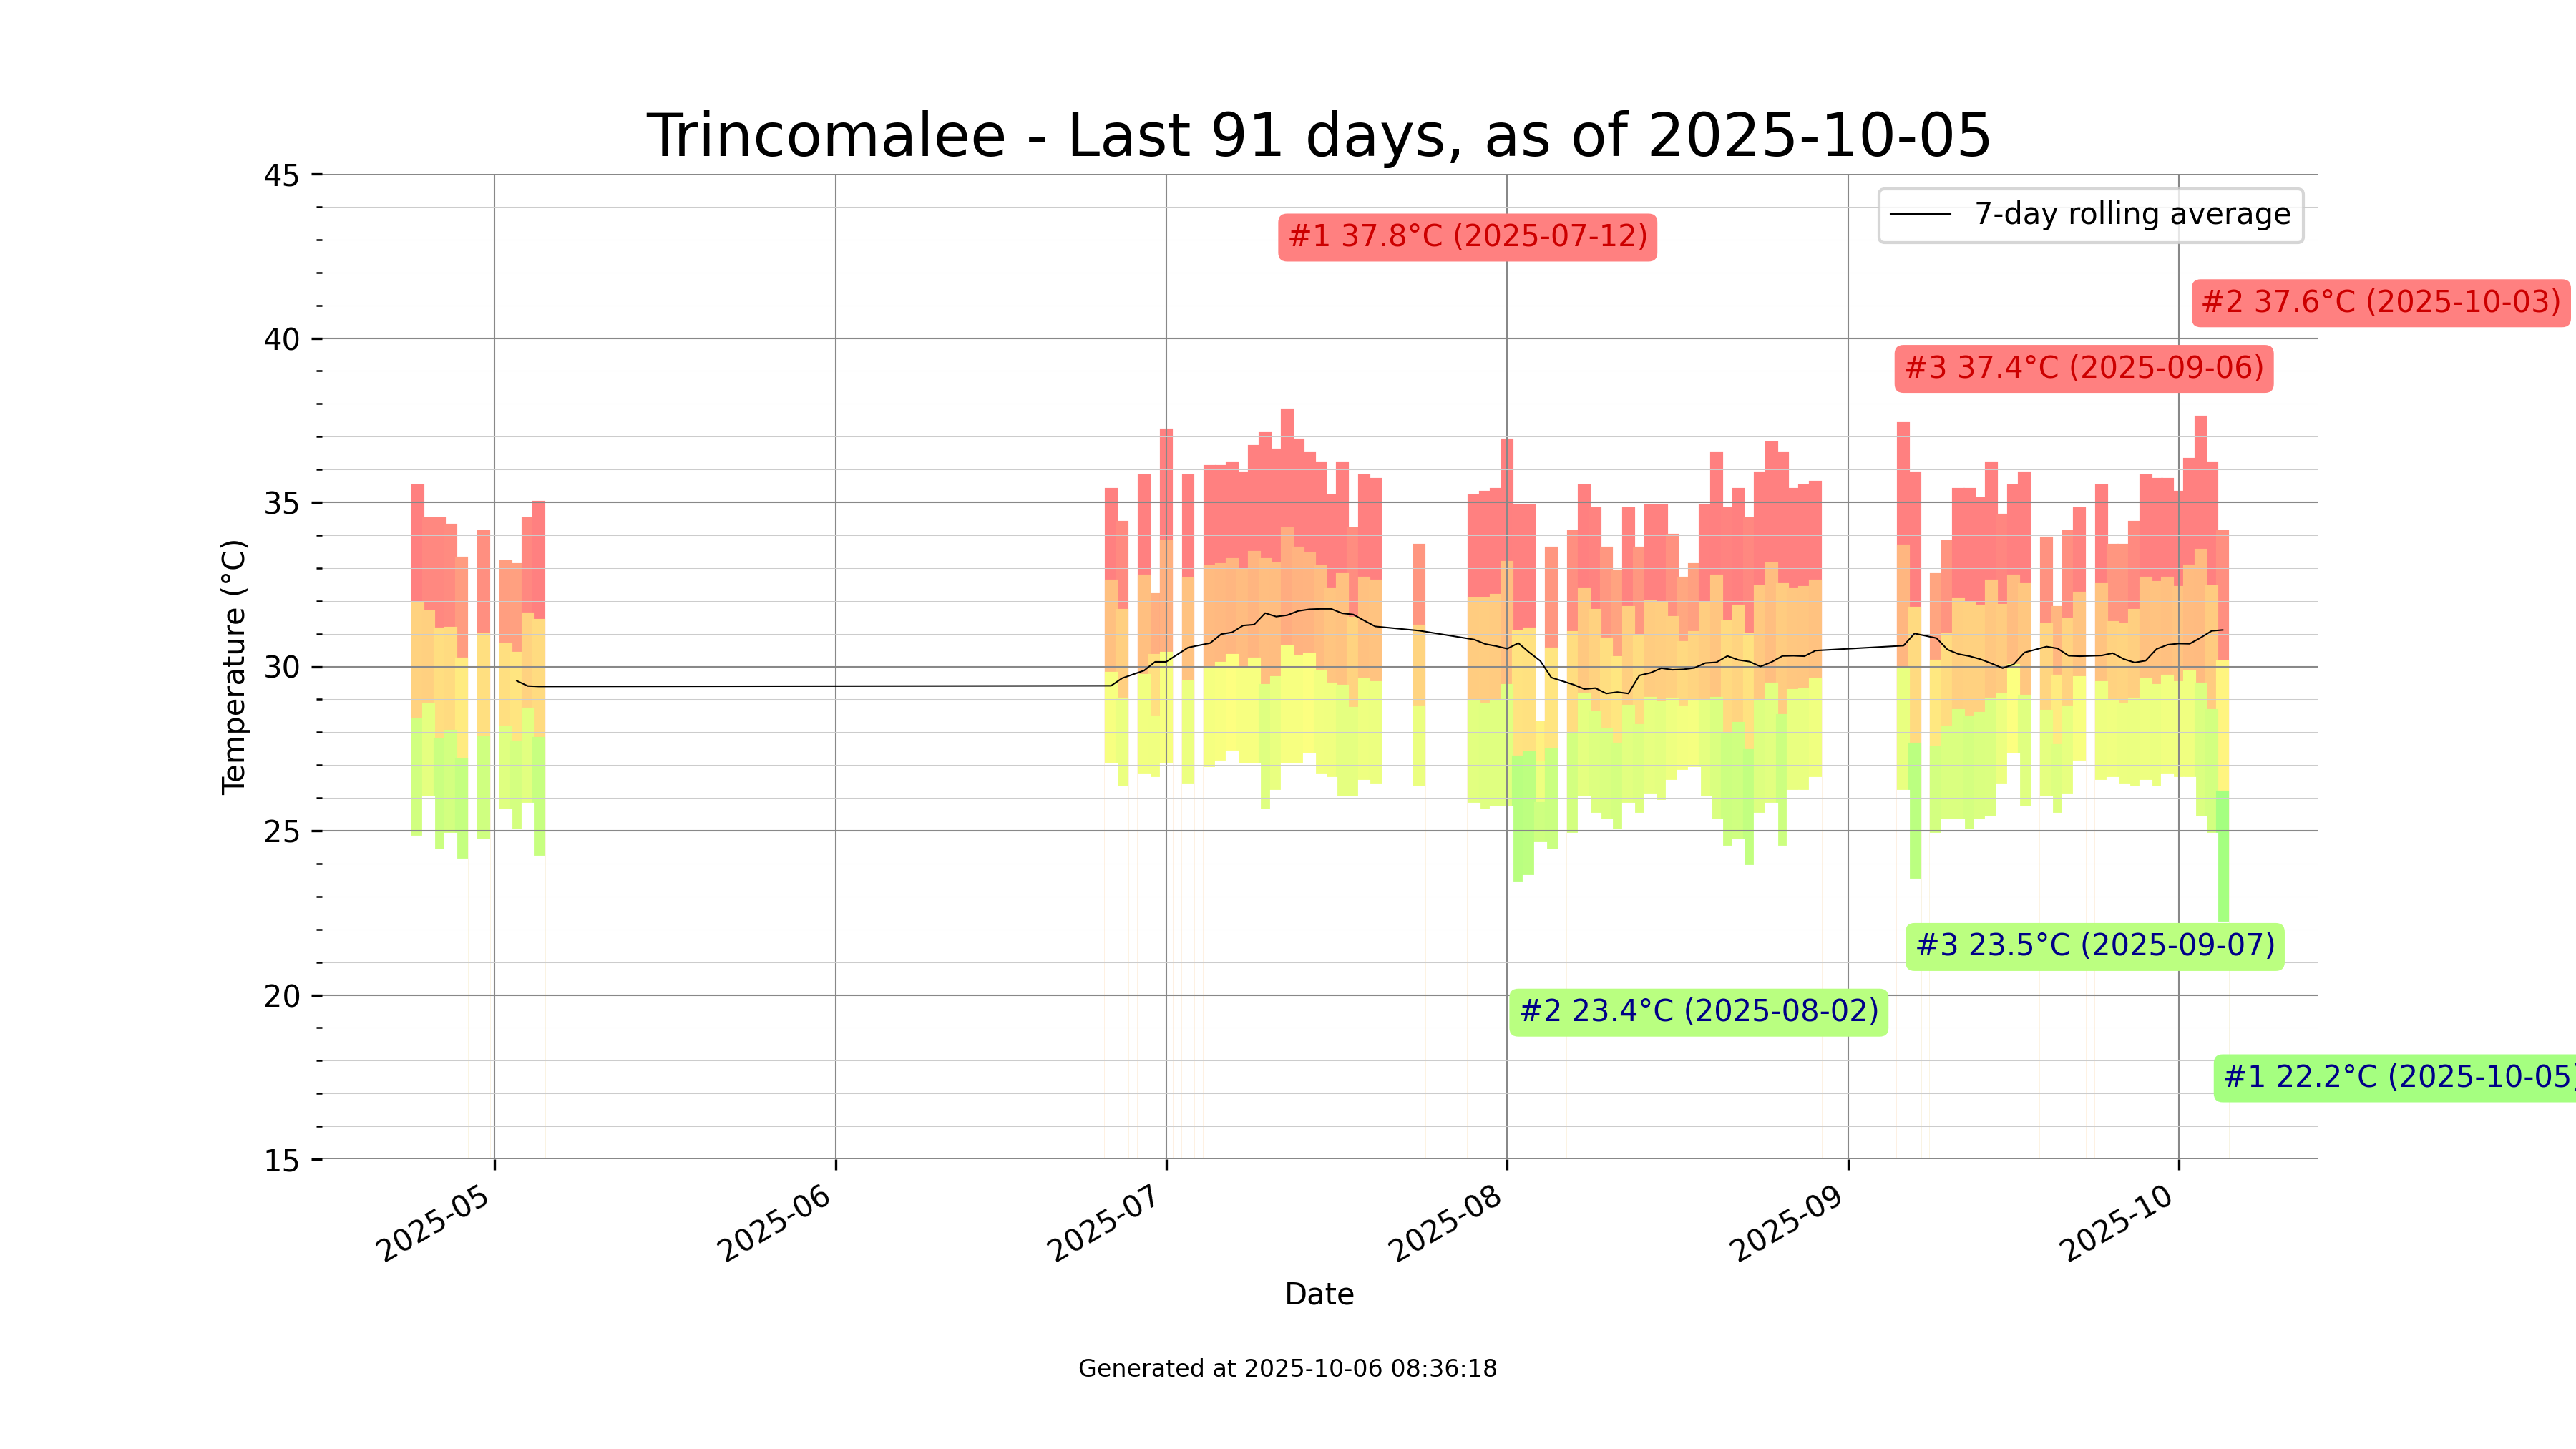 Trincomalee - Last 91 days, as of 2025-10-05
45
40
35
30
25
20
15
Temperature (°C)
7-day rolling average
#1 37.8°C (2025-07-12)
#2 37.6°C (2025-10-03)
#3 37.4°C (2025-09-06)
#3 23.5°C (2025-09-07)
#2 23.4°C (2025-08-02)
#1 22.2°C (2025-10-05)
2025-05
2025-06
2025-07
2025-08
2025-09
2025-10
Date
Generated at 2025-10-06 08:36:18